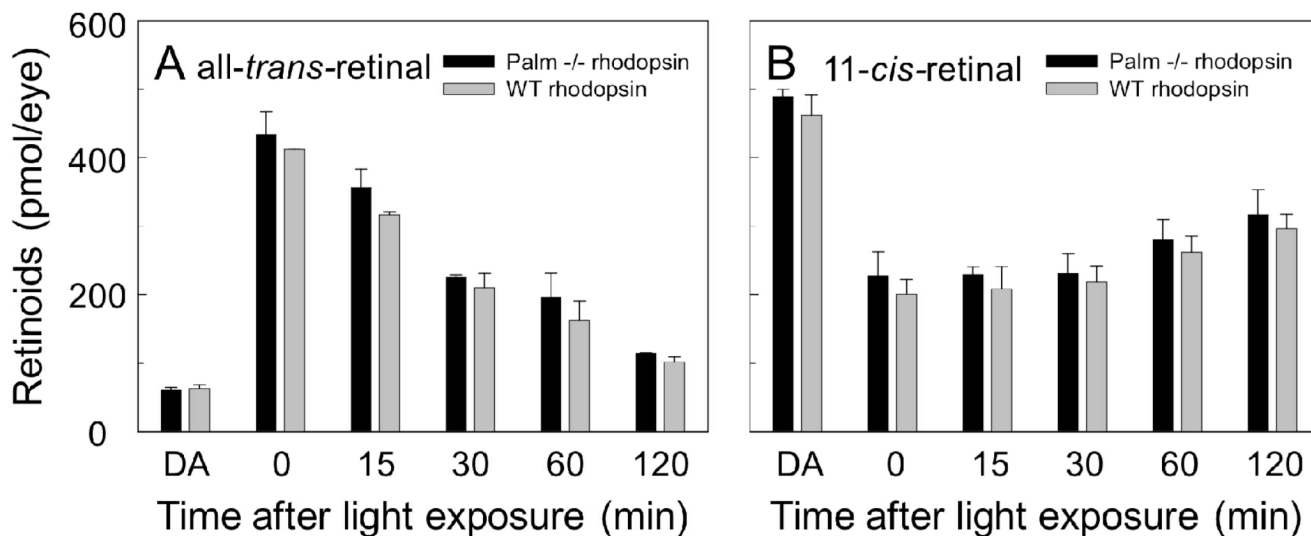 600
400
200
0
Retinoids (pmol/eye)
A all-trans-retinal
Palm -/- rhodopsin
WT rhodopsin
DA 0 15 30 60 120
Time after light exposure (min)
B 11-cis-retinal
Palm -/- rhodopsin
WT rhodopsin
DA 0 15 30 60 120
Time after light exposure (min)